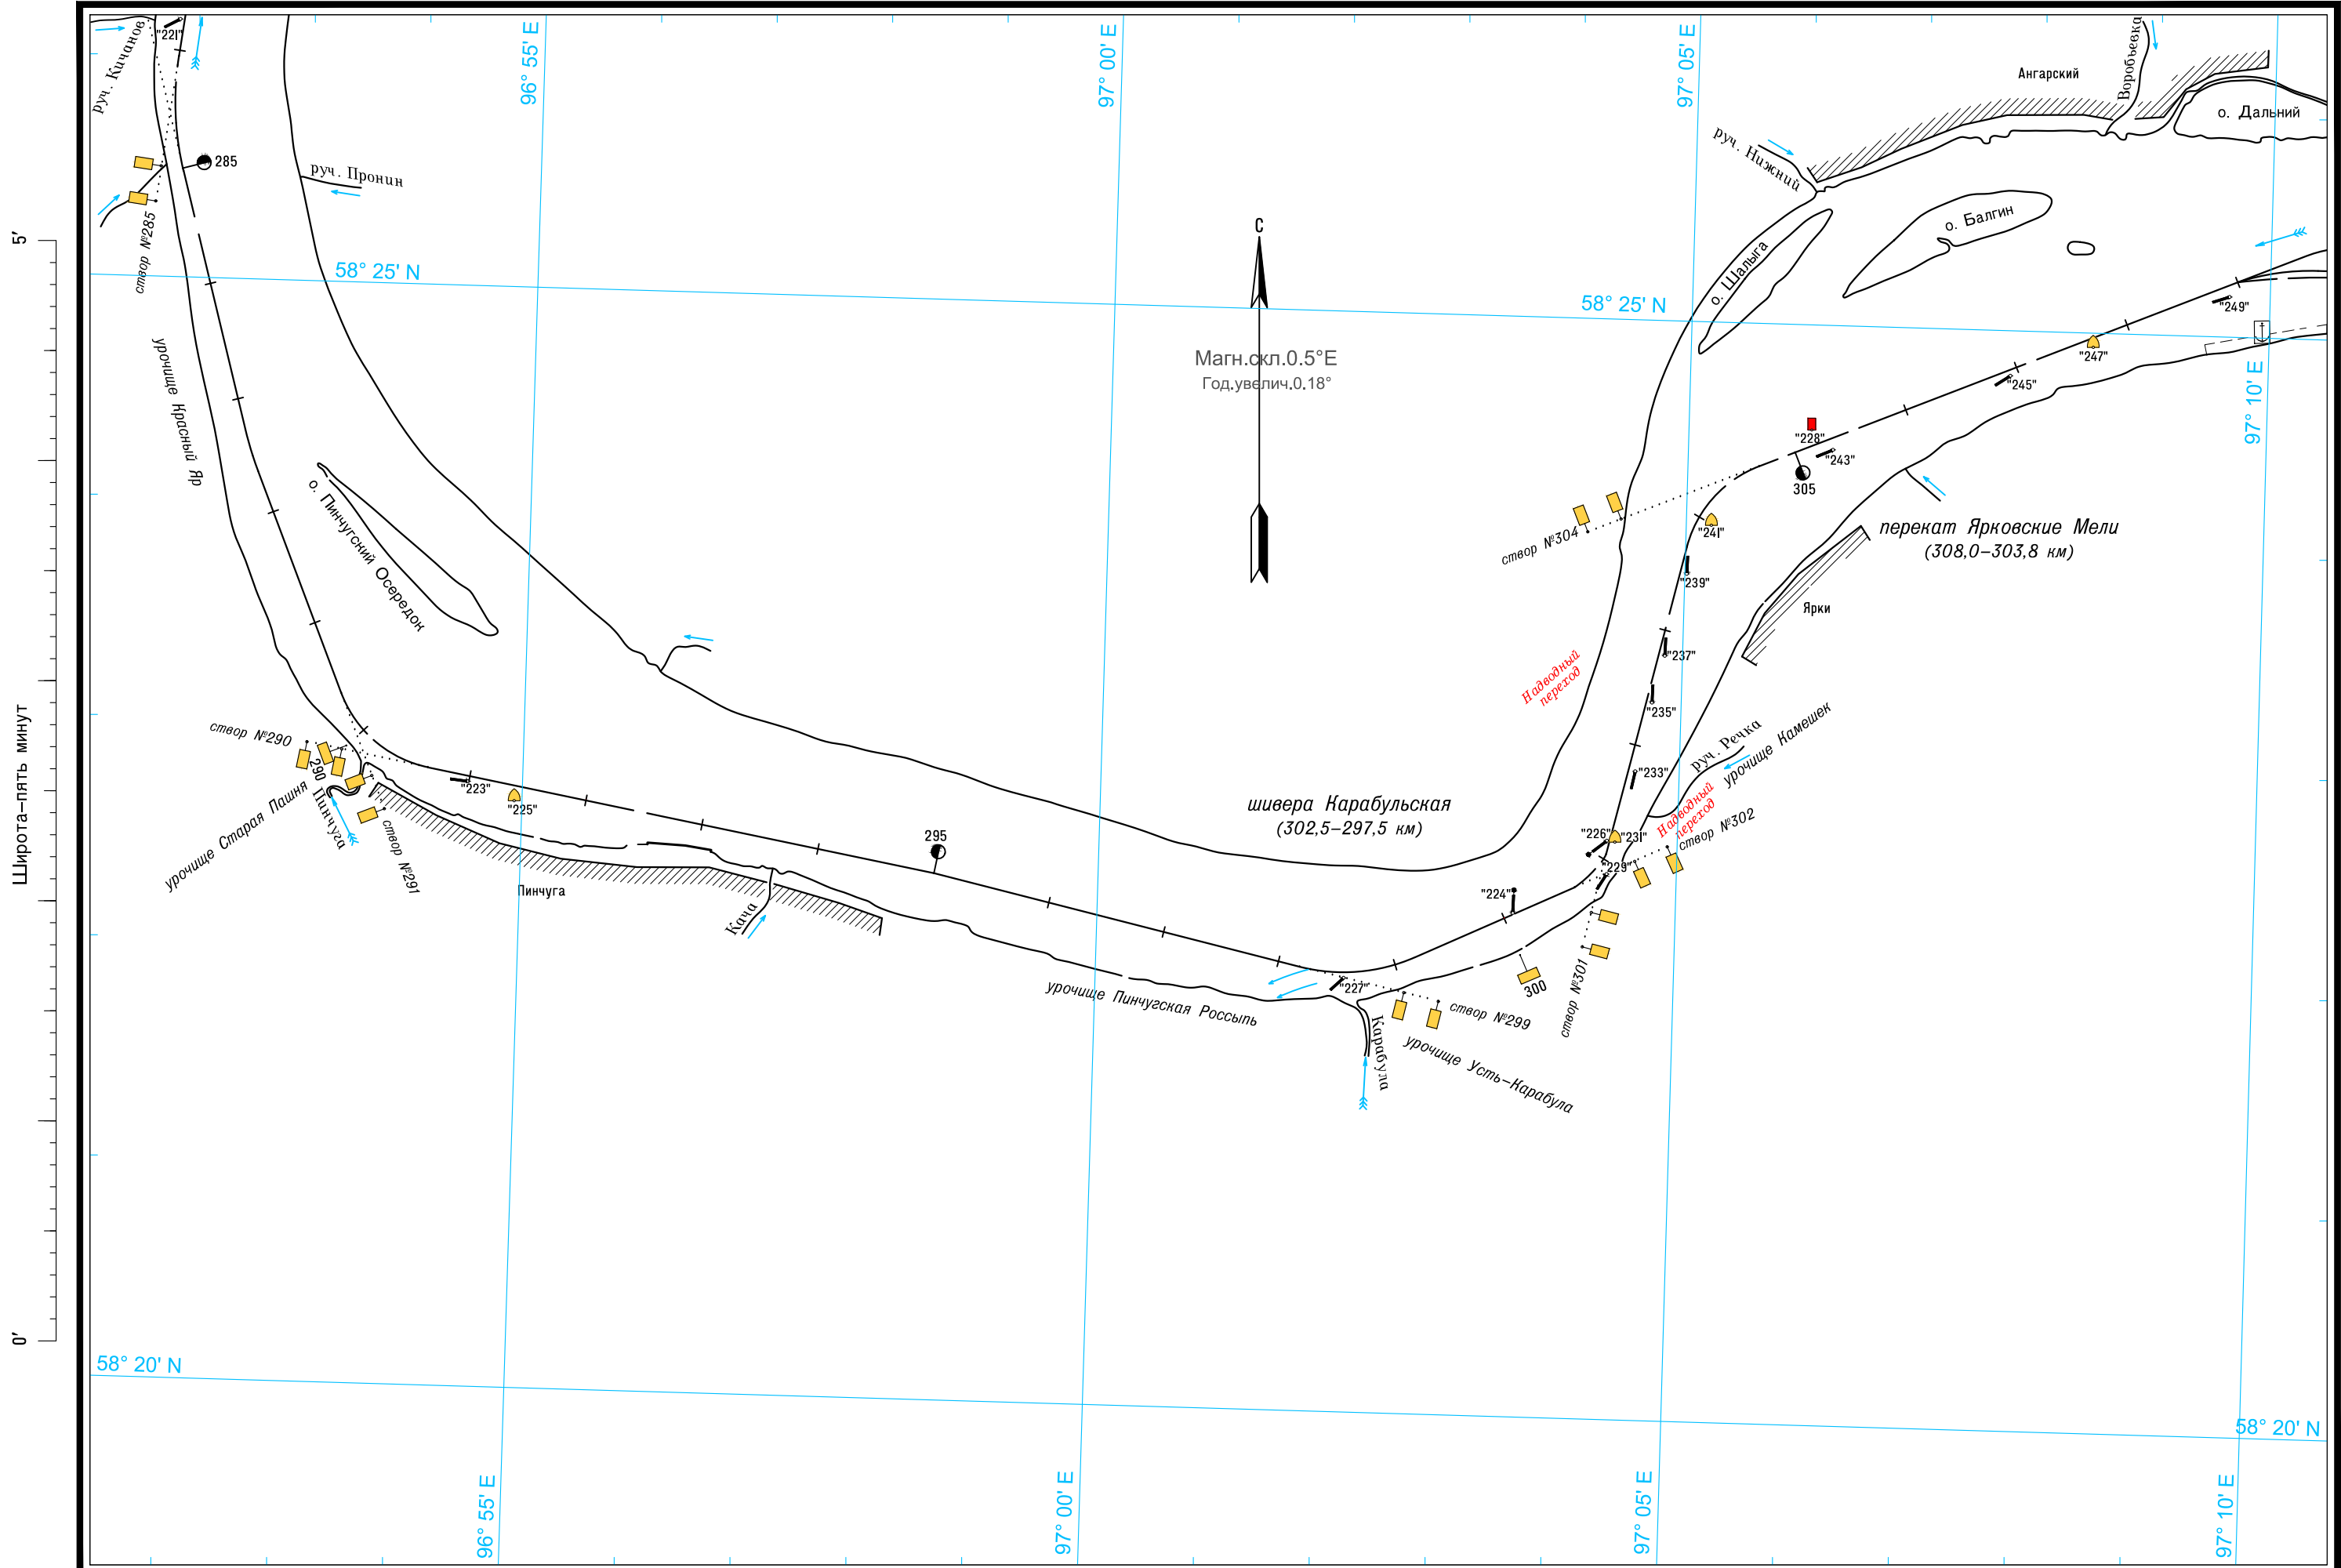 "22I"
руч. Кичанов
96° 55' E
97° 00' E
97° 05' E
Ангарский
Воробьевка
о. Дальний
руч. Нижний
285
руч. Пронин
створ №285
5'
58° 25' N
С
о. Балгин
о. Шалыга
58° 25' N
"249"
Магн.скл.0.5°E
Год.увелич.0.18°
"247"
"245"
97° 10' E
урочище Красный Яр
"228"
"243"
305
о. Пинчугский Осередок
створ №304
"24I"
перекат Ярковские Мели
(308,0–303,8 км)
"239"
Ярки
"237"
Надводный
переход
"235"
руч. Речка
урочище Камешек
створ №290
290
"223"
"225"
"233"
Надводный
переход
створ №302
Широта–пять минут
урочище Старая Пашня
Пинчуга
створ №291
Пинчуга
295
шивера Карабульская
(302,5–297,5 км)
"226"
"23I"
"229"
"224"
Кача
"227"
300
створ №301
урочище Пинчугская Россыпь
створ №299
Карабула
урочище Усть–Карабула
0'
58° 20' N
58° 20' N
96° 55' E
97° 00' E
97° 05' E
97° 10' E